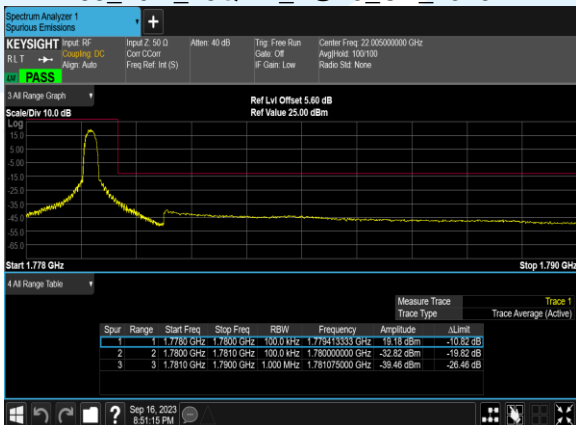 Spectrum Analyzer 1
Spurious Emissions
KEYSIGHT Input: RF Input Z: 50 Ω Atten: 40 dB Trig: Free Run Center Freq: 22.005000000 GHz
RLT Coupling: DC Corr CCorr Gate: Off Avg|Hold: 100/100
Align: Auto Freq Ref: Int (S) IF Gain: Low Radio Std: None
PASS
3 All Range Graph
Ref Lvl Offset 5.60 dB
Scale/Div 10.0 dB Ref Value 25.00 dBm
Log
15.0
5.00
-5.00
-15.0
-25.0
-35.0
-45.0
-55.0
-65.0
Start 1.778 GHz Stop 1.790 GHz
4 All Range Table
Measure Trace Trace 1
Trace Type Trace Average (Active)
Spur Range Start Freq Stop Freq RBW Frequency Amplitude ΔLimit
1 1 1.7780 GHz 1.7800 GHz 100.0 kHz 1.779413333 GHz 19.18 dBm -10.82 dB
2 2 1.7800 GHz 1.7810 GHz 100.0 kHz 1.780000000 GHz -32.82 dBm -19.82 dB
3 3 1.7810 GHz 1.7900 GHz 1.000 MHz 1.781075000 GHz -39.46 dBm -26.46 dB
? Sep 16, 2023
8:51:15 PM